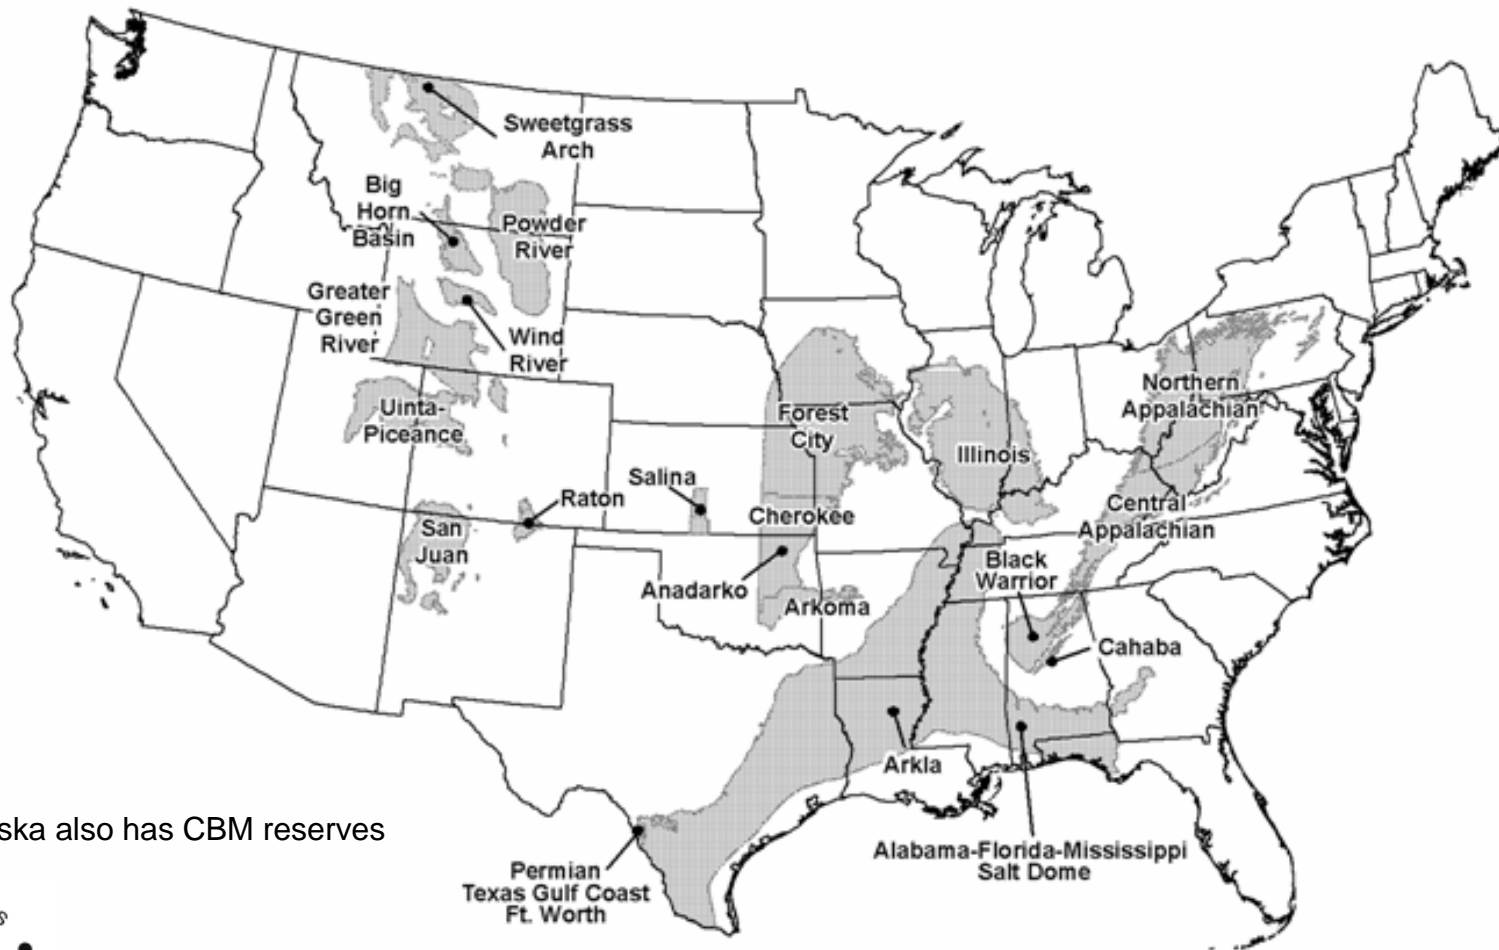 Sweetgrass
Arch
Big
Horn
Basin
Powder
River
Greater
Green
River
Wind
River
Uinta-
Piceance
Forest
City
Northern
Appalachian
Illinois
Salina
Raton
San
Juan
Cherokee
Central
Appalachian
Black
Warrior
Anadarko
Arkoma
Cahaba
Arkla
ska also has CBM reserves
Alabama-Florida-Mississippi
Salt Dome
Permian
Texas Gulf Coast
Ft. Worth
s